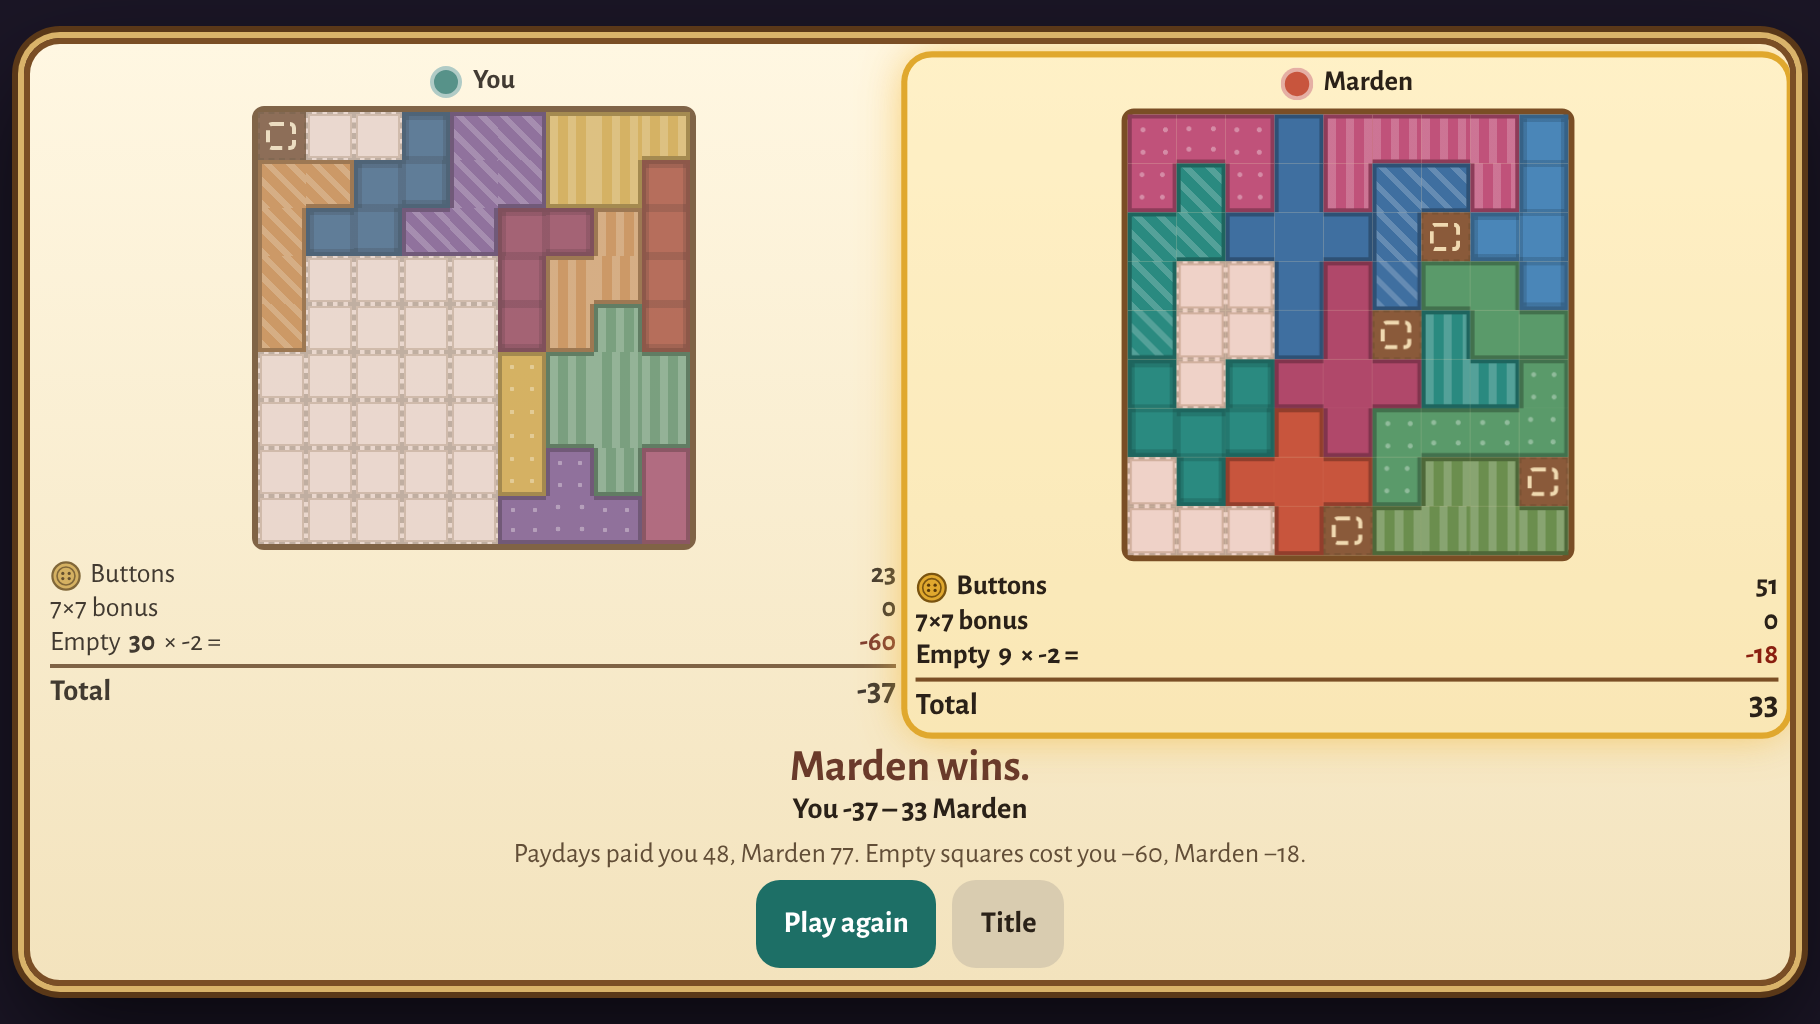 You
Buttons 23
7×7 bonus 0
Empty 30 × -2 = -60
Total -37
Marden
Buttons 51
7×7 bonus 0
Empty 9 × -2 = -18
Total 33
Marden wins.
You -37 – 33 Marden
Paydays paid you 48, Marden 77. Empty squares cost you −60, Marden −18.
Play again
Title